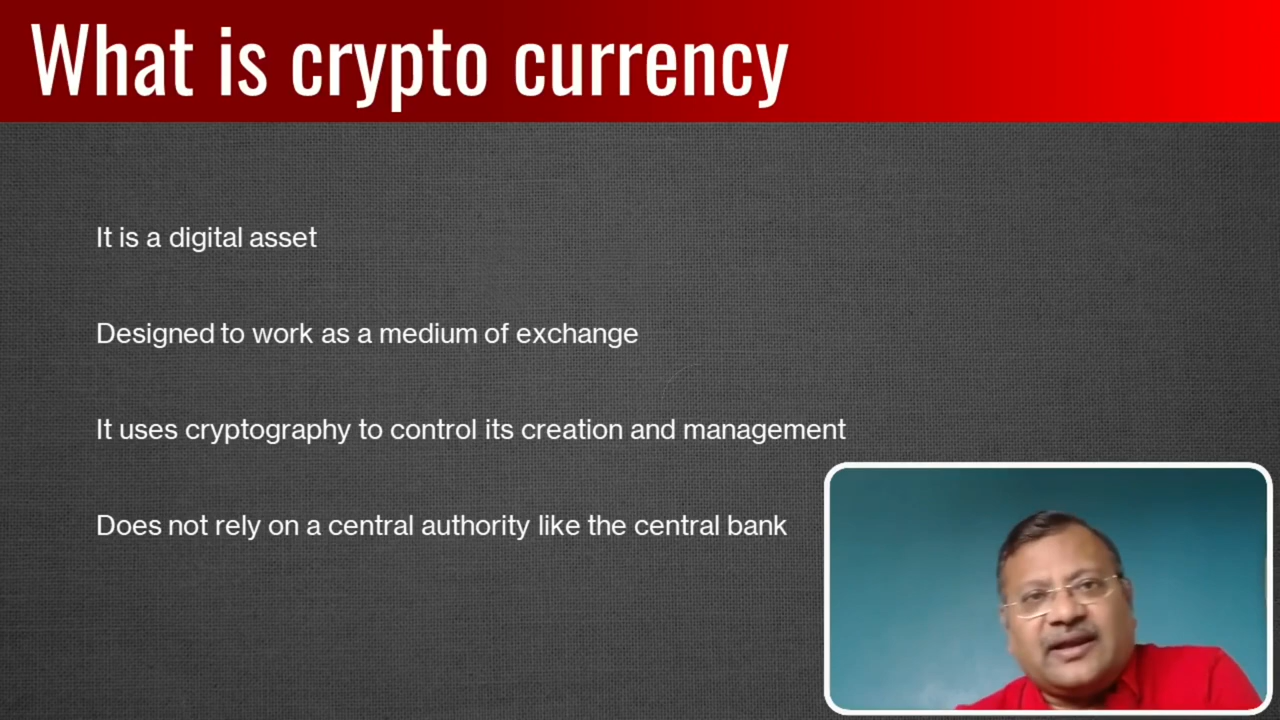 What is crypto currency
It is a digital asset
Designed to work as a medium of exchange
It uses cryptography to control its creation and management
Does not rely on a central authority like the central bank